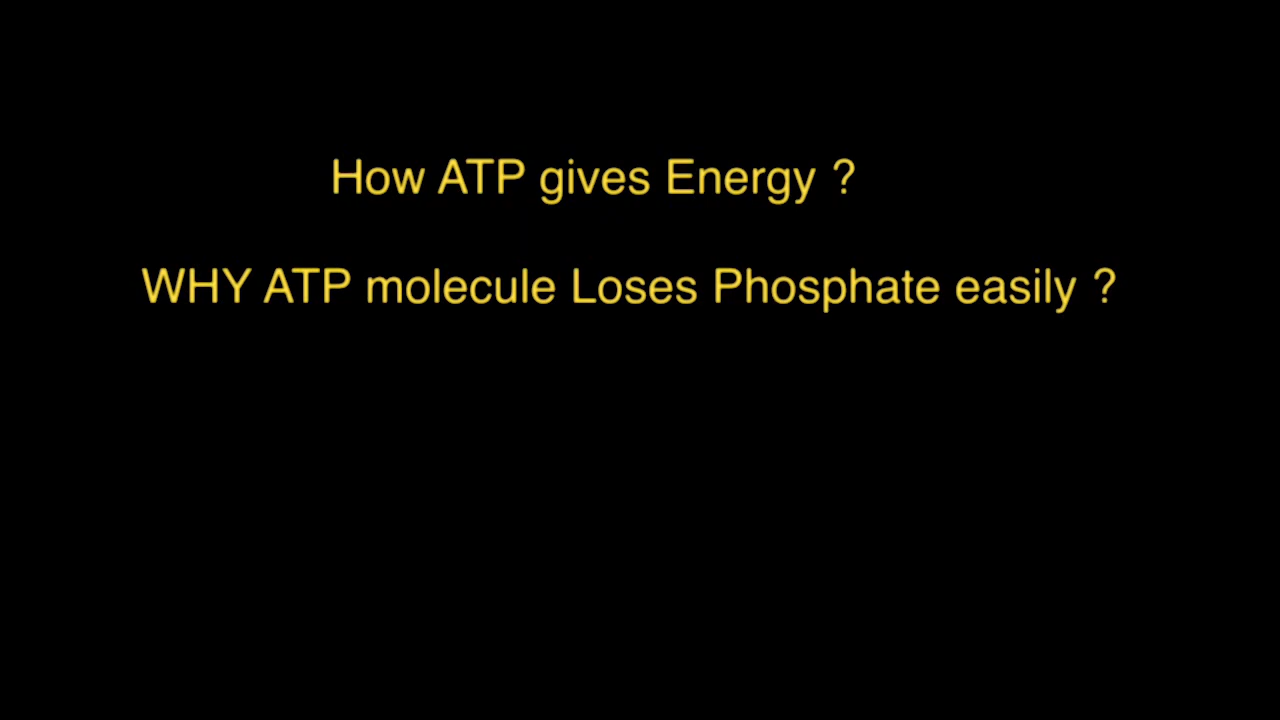 How ATP gives Energy ?
WHY ATP molecule Loses Phosphate easily ?